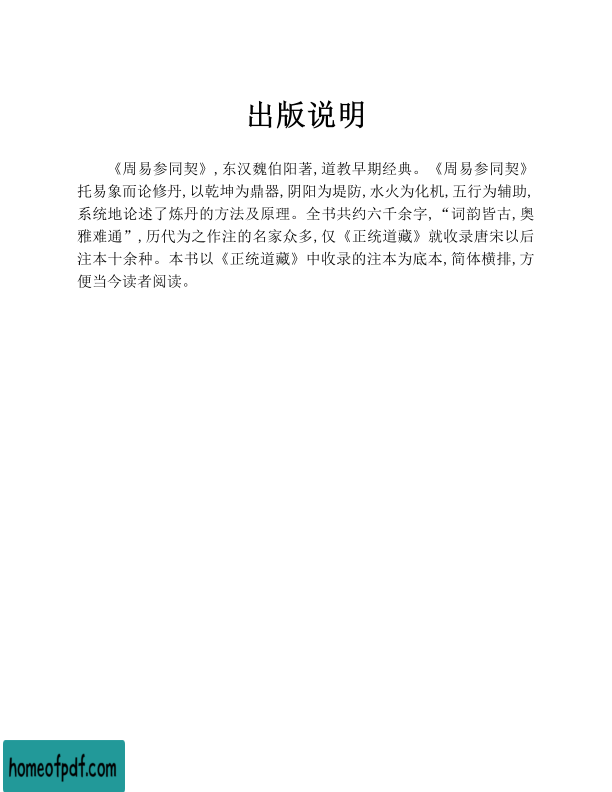 出版说明
《周易参同契》,东汉魏伯阳著,道教早期经典。《周易参同契》
托易象而论修丹,以乾坤为鼎器,阴阳为堤防,水火为化机,五行为辅助,
系统地论述了炼丹的方法及原理。全书共约六千余字,“词韵皆古,奥
雅难通”,历代为之作注的名家众多,仅《正统道藏》就收录唐宋以后
注本十余种。本书以《正统道藏》中收录的注本为底本,简体横排,方
便当今读者阅读。
homeofpdf.com